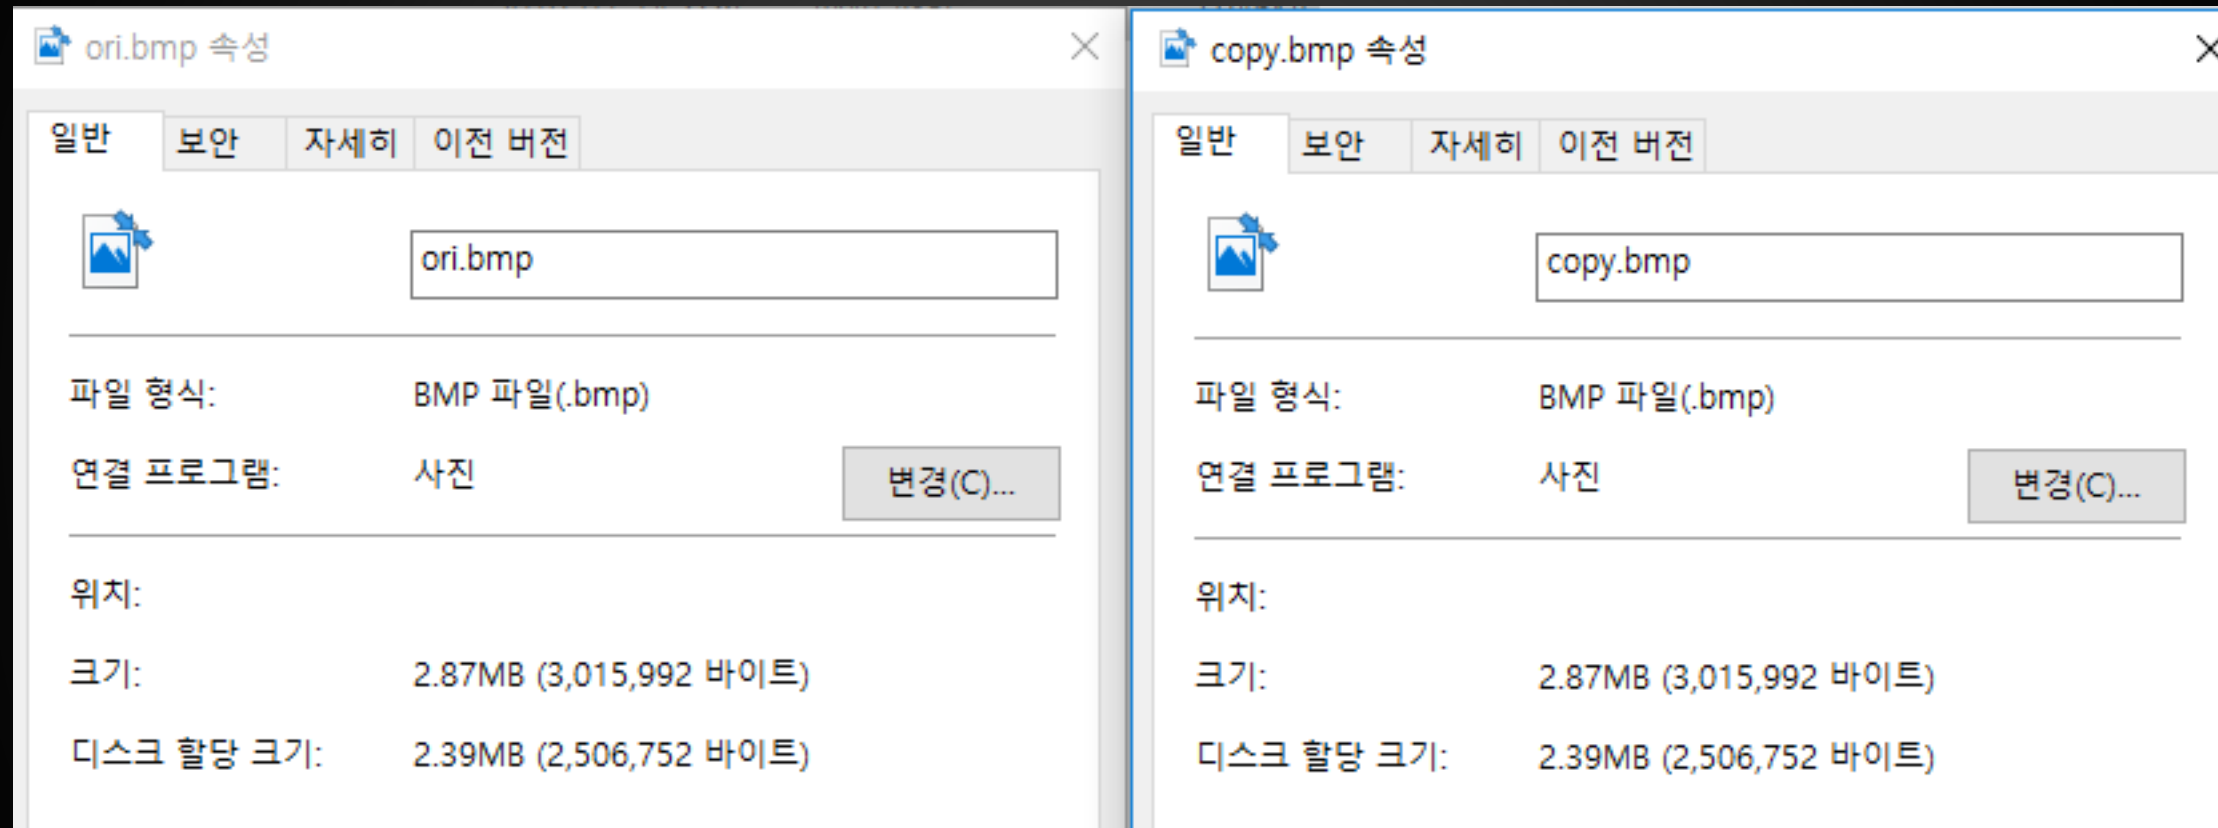 ori.bmp 속성
일반 보안 자세히 이전 버전
ori.bmp
파일 형식: BMP 파일(.bmp)
연결 프로그램: 사진 변경(C)...
위치:
크기: 2.87MB (3,015,992 바이트)
디스크 할당 크기: 2.39MB (2,506,752 바이트)
copy.bmp 속성
일반 보안 자세히 이전 버전
copy.bmp
파일 형식: BMP 파일(.bmp)
연결 프로그램: 사진 변경(C)...
위치:
크기: 2.87MB (3,015,992 바이트)
디스크 할당 크기: 2.39MB (2,506,752 바이트)